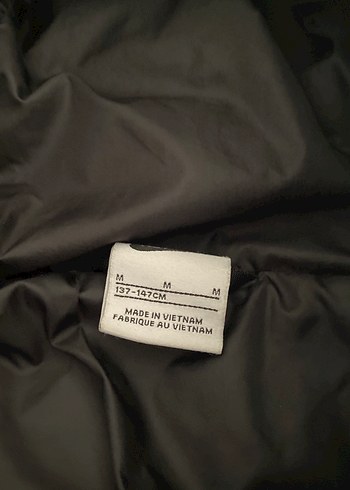 M M M
137-147CM
MADE IN VIETNAM
FABRIQUE AU VIETNAM